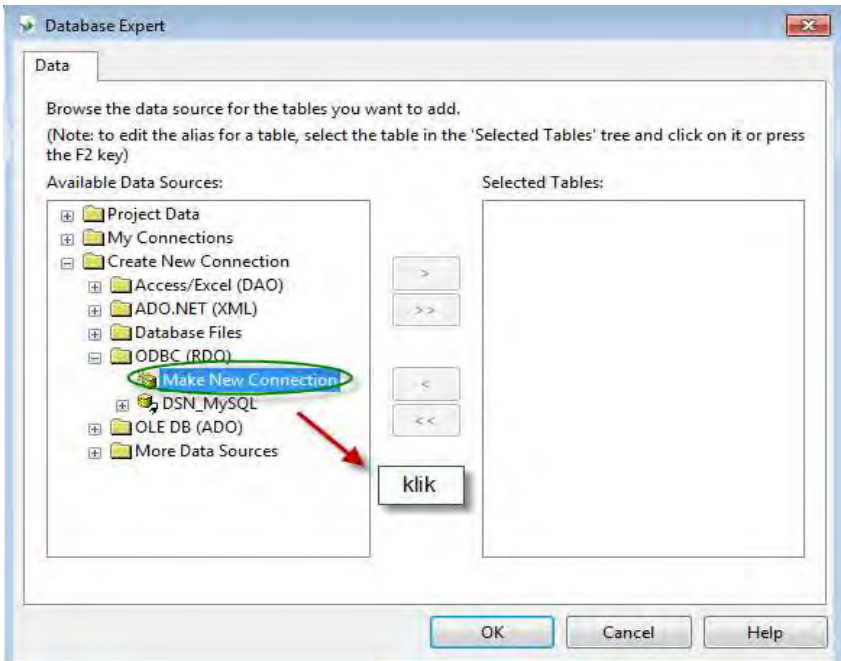 Database Expert
Data
Browse the data source for the tables you want to add.
(Note: to edit the alias for a table, select the table in the 'Selected Tables' tree and click on it or press
the F2 key)
Available Data Sources:
Selected Tables:
Project Data
My Connections
Create New Connection
Access/Excel (DAO)
ADO.NET (XML)
Database Files
ODBC (RDO)
Make New Connection
DSN_MySQL
OLE DB (ADO)
More Data Sources
>
>>
<
<<
klik
OK
Cancel
Help